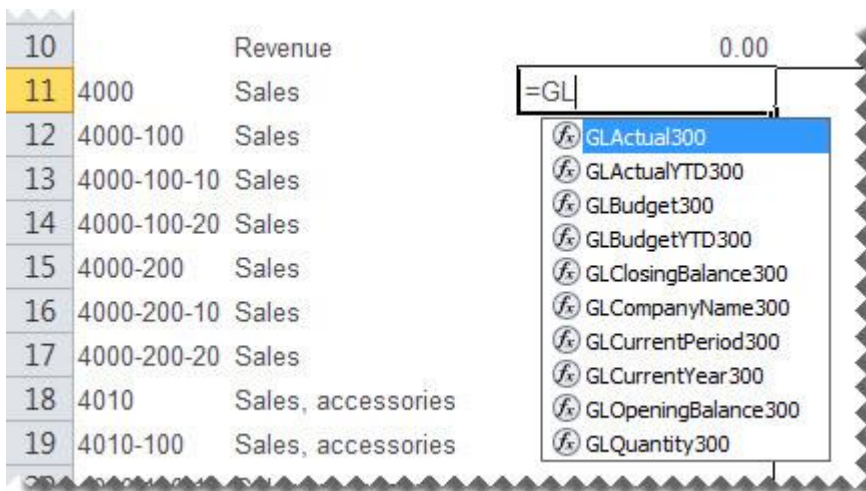 10 Revenue 0.00
11 4000 Sales =GL
12 4000-100 Sales GLActual300
13 4000-100-10 Sales GLActualYTD300
14 4000-100-20 Sales GLBudget300
GLBudgetYTD300
15 4000-200 Sales GLClosingBalance300
16 4000-200-10 Sales GLCompanyName300
17 4000-200-20 Sales GLCurrentPeriod300
GLCurrentYear300
18 4010 Sales, accessories GLOpeningBalance300
19 4010-100 Sales, accessories GLQuantity300